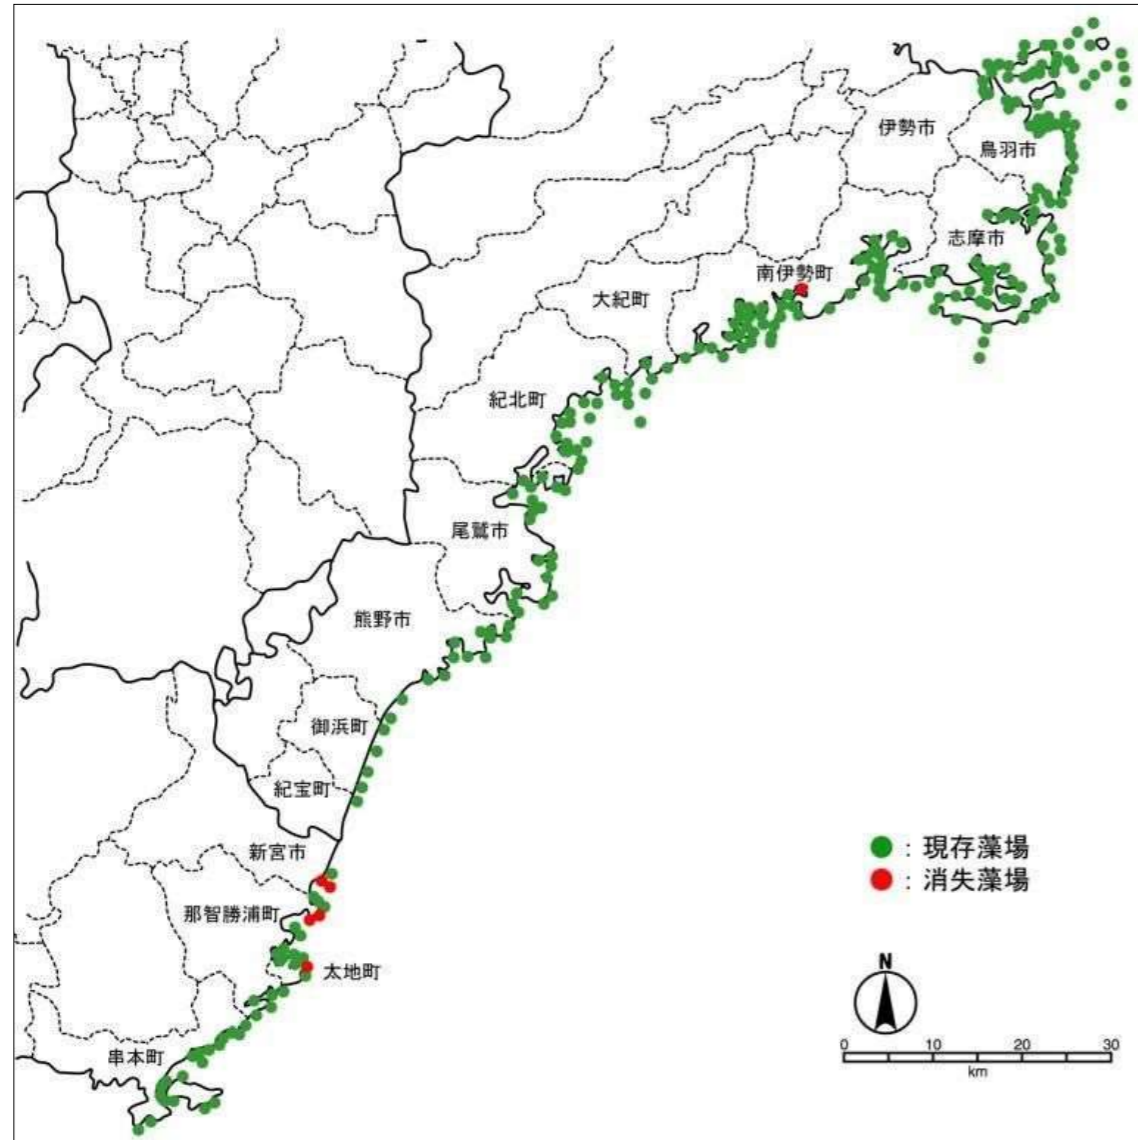 伊勢市
鳥羽市
志摩市
南伊勢町
大紀町
紀北町
尾鷲市
熊野市
御浜町
紀宝町
新宮市
那智勝浦町
太地町
串本町
●：現存藻場
●：消失藻場
N
0 10 20 30
km